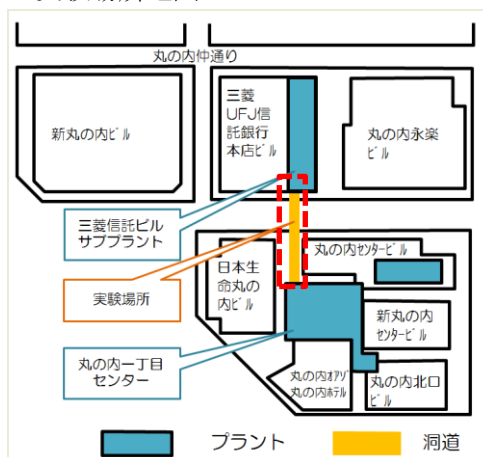 丸の内仲通り
新丸の内ビル
三菱
UFJ信
託銀行
本店ビル
丸の内永楽
ビル
三菱信託ビル
サブプラント
実験場所
丸の内一丁目
センター
日本生
命丸の
内ビル
丸の内センタービル
新丸の内
センタービル
丸の内オアゾ
丸の内ホテル
丸の内北口
ビル
プラント
洞道